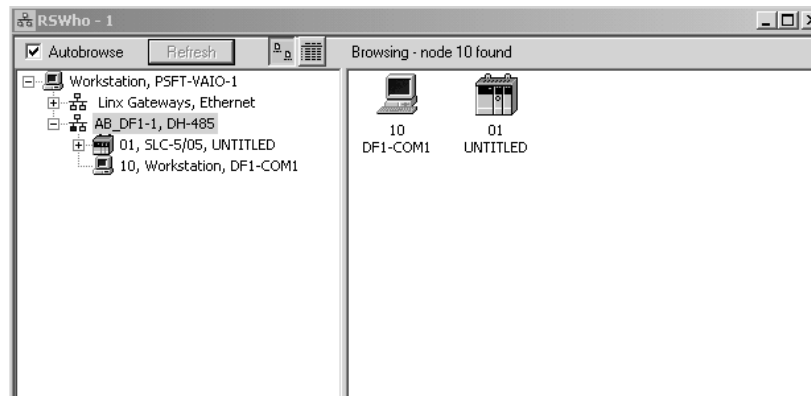 RSWho - 1
Autobrowse
Refresh
Browsing - node 10 found
Workstation, PSFT-VAIO-1
Linx Gateways, Ethernet
AB_DF1-1, DH-485
01, SLC-5/05, UNTITLED
10, Workstation, DF1-COM1
10
DF1-COM1
01
UNTITLED